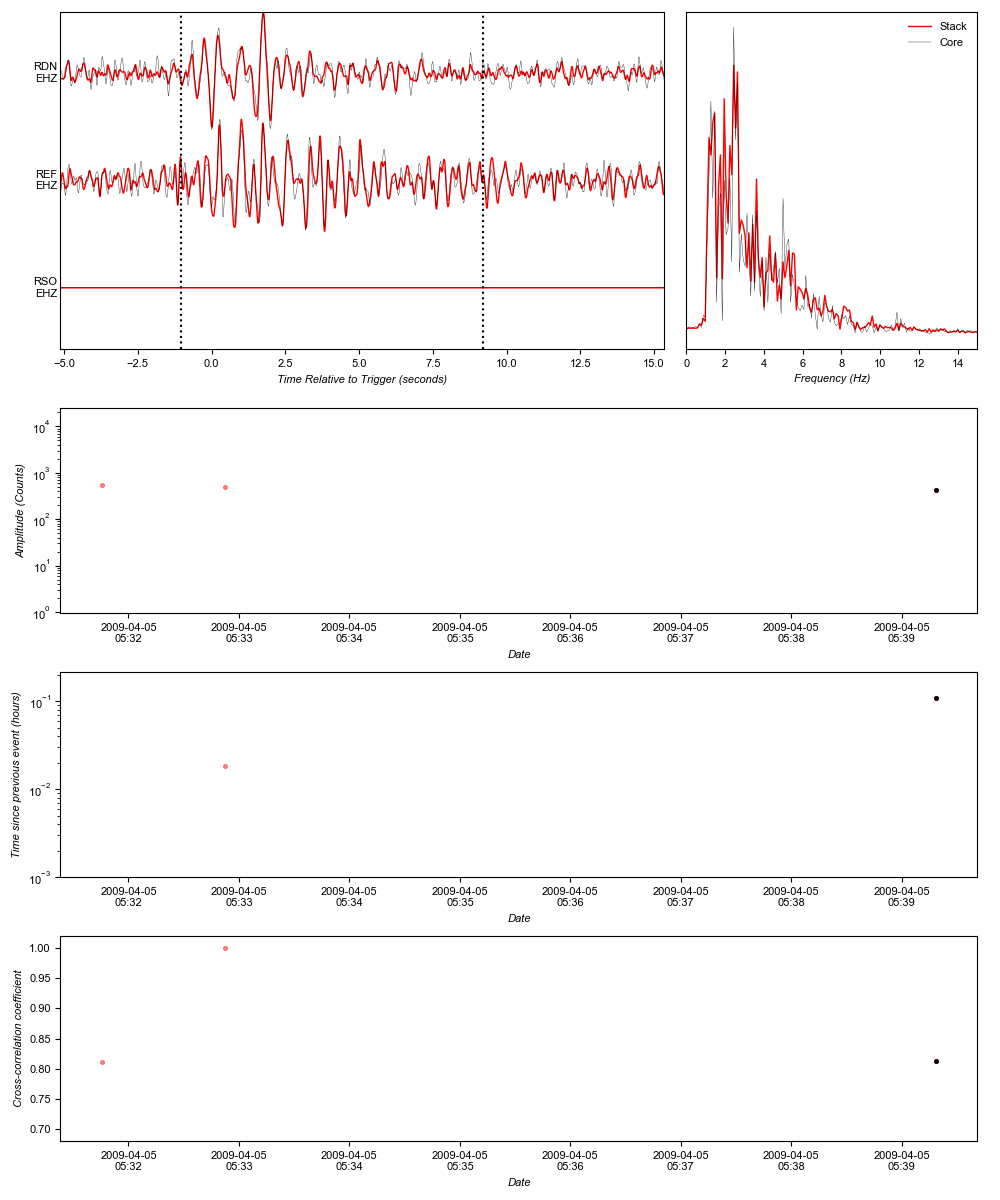 RDN
EHZ
REF
EHZ
RSO
EHZ
−5.0 −2.5 0.0 2.5 5.0 7.5 10.0 12.5 15.0
Time Relative to Trigger (seconds)
Stack
Core
0 2 4 6 8 10 12 14
Frequency (Hz)
Amplitude (Counts)
10⁴
10³
10²
10¹
10⁰
2009-04-05 2009-04-05 2009-04-05 2009-04-05 2009-04-05 2009-04-05 2009-04-05 2009-04-05
05:32 05:33 05:34 05:35 05:36 05:37 05:38 05:39
Date
Time since previous event (hours)
10⁻¹
10⁻²
10⁻³
2009-04-05 2009-04-05 2009-04-05 2009-04-05 2009-04-05 2009-04-05 2009-04-05 2009-04-05
05:32 05:33 05:34 05:35 05:36 05:37 05:38 05:39
Date
Cross-correlation coefficient
1.00
0.95
0.90
0.85
0.80
0.75
0.70
2009-04-05 2009-04-05 2009-04-05 2009-04-05 2009-04-05 2009-04-05 2009-04-05 2009-04-05
05:32 05:33 05:34 05:35 05:36 05:37 05:38 05:39
Date